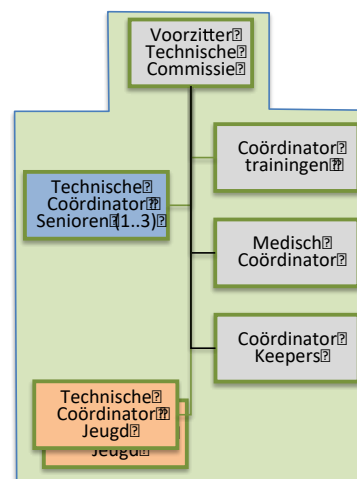 Voorzitter
Technische
Commissie
Coördinator
trainingen
Technische
Coördinator
Senioren (1..3)
Medisch
Coördinator
Coördinator
Keepers
Technische
Coördinator
Jeugd
Jeugd